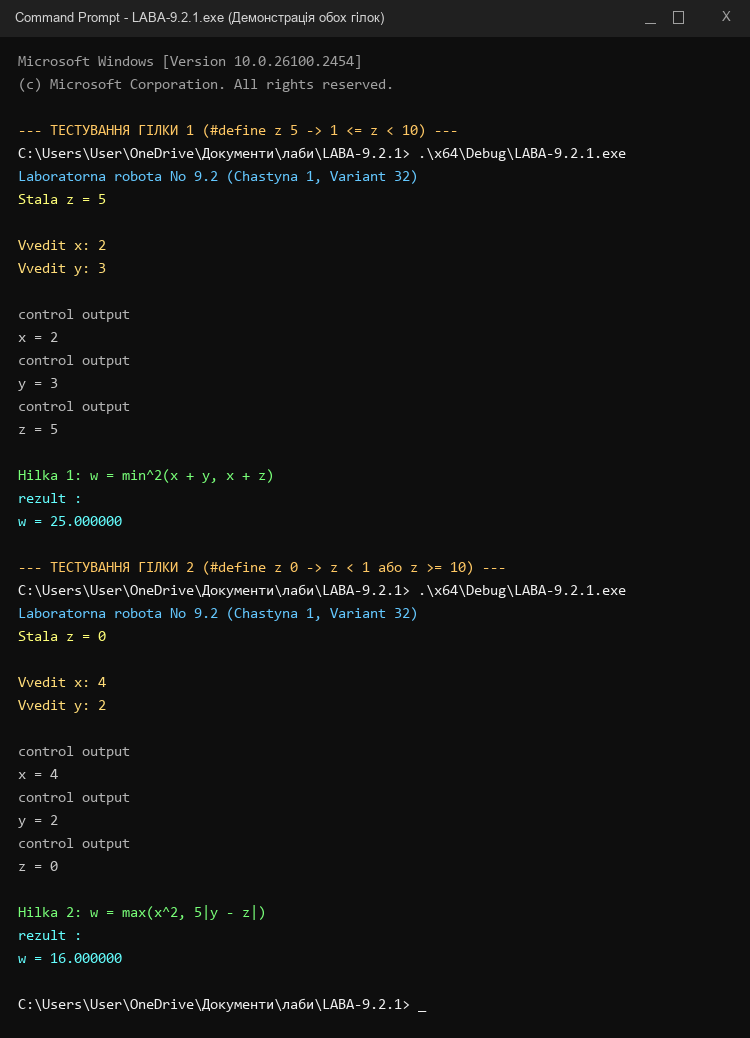 Command Prompt - LABA-9.2.1.exe (Демонстрація обох гілок)
Microsoft Windows [Version 10.0.26100.2454]
(c) Microsoft Corporation. All rights reserved.
--- ТЕСТУВАННЯ ГІЛКИ 1 (#define z 5 -> 1 <= z < 10) ---
C:\Users\User\OneDrive\Документи\лаби\LABA-9.2.1> .\x64\Debug\LABA-9.2.1.exe
Laboratorna robota No 9.2 (Chastyna 1, Variant 32)
Stala z = 5
Vvedit x: 2
Vvedit y: 3
control output
x = 2
control output
y = 3
control output
z = 5
Hilka 1: w = min^2(x + y, x + z)
rezult :
w = 25.000000
--- ТЕСТУВАННЯ ГІЛКИ 2 (#define z 0 -> z < 1 або z >= 10) ---
C:\Users\User\OneDrive\Документи\лаби\LABA-9.2.1> .\x64\Debug\LABA-9.2.1.exe
Laboratorna robota No 9.2 (Chastyna 1, Variant 32)
Stala z = 0
Vvedit x: 4
Vvedit y: 2
control output
x = 4
control output
y = 2
control output
z = 0
Hilka 2: w = max(x^2, 5|y - z|)
rezult :
w = 16.000000
C:\Users\User\OneDrive\Документи\лаби\LABA-9.2.1> _